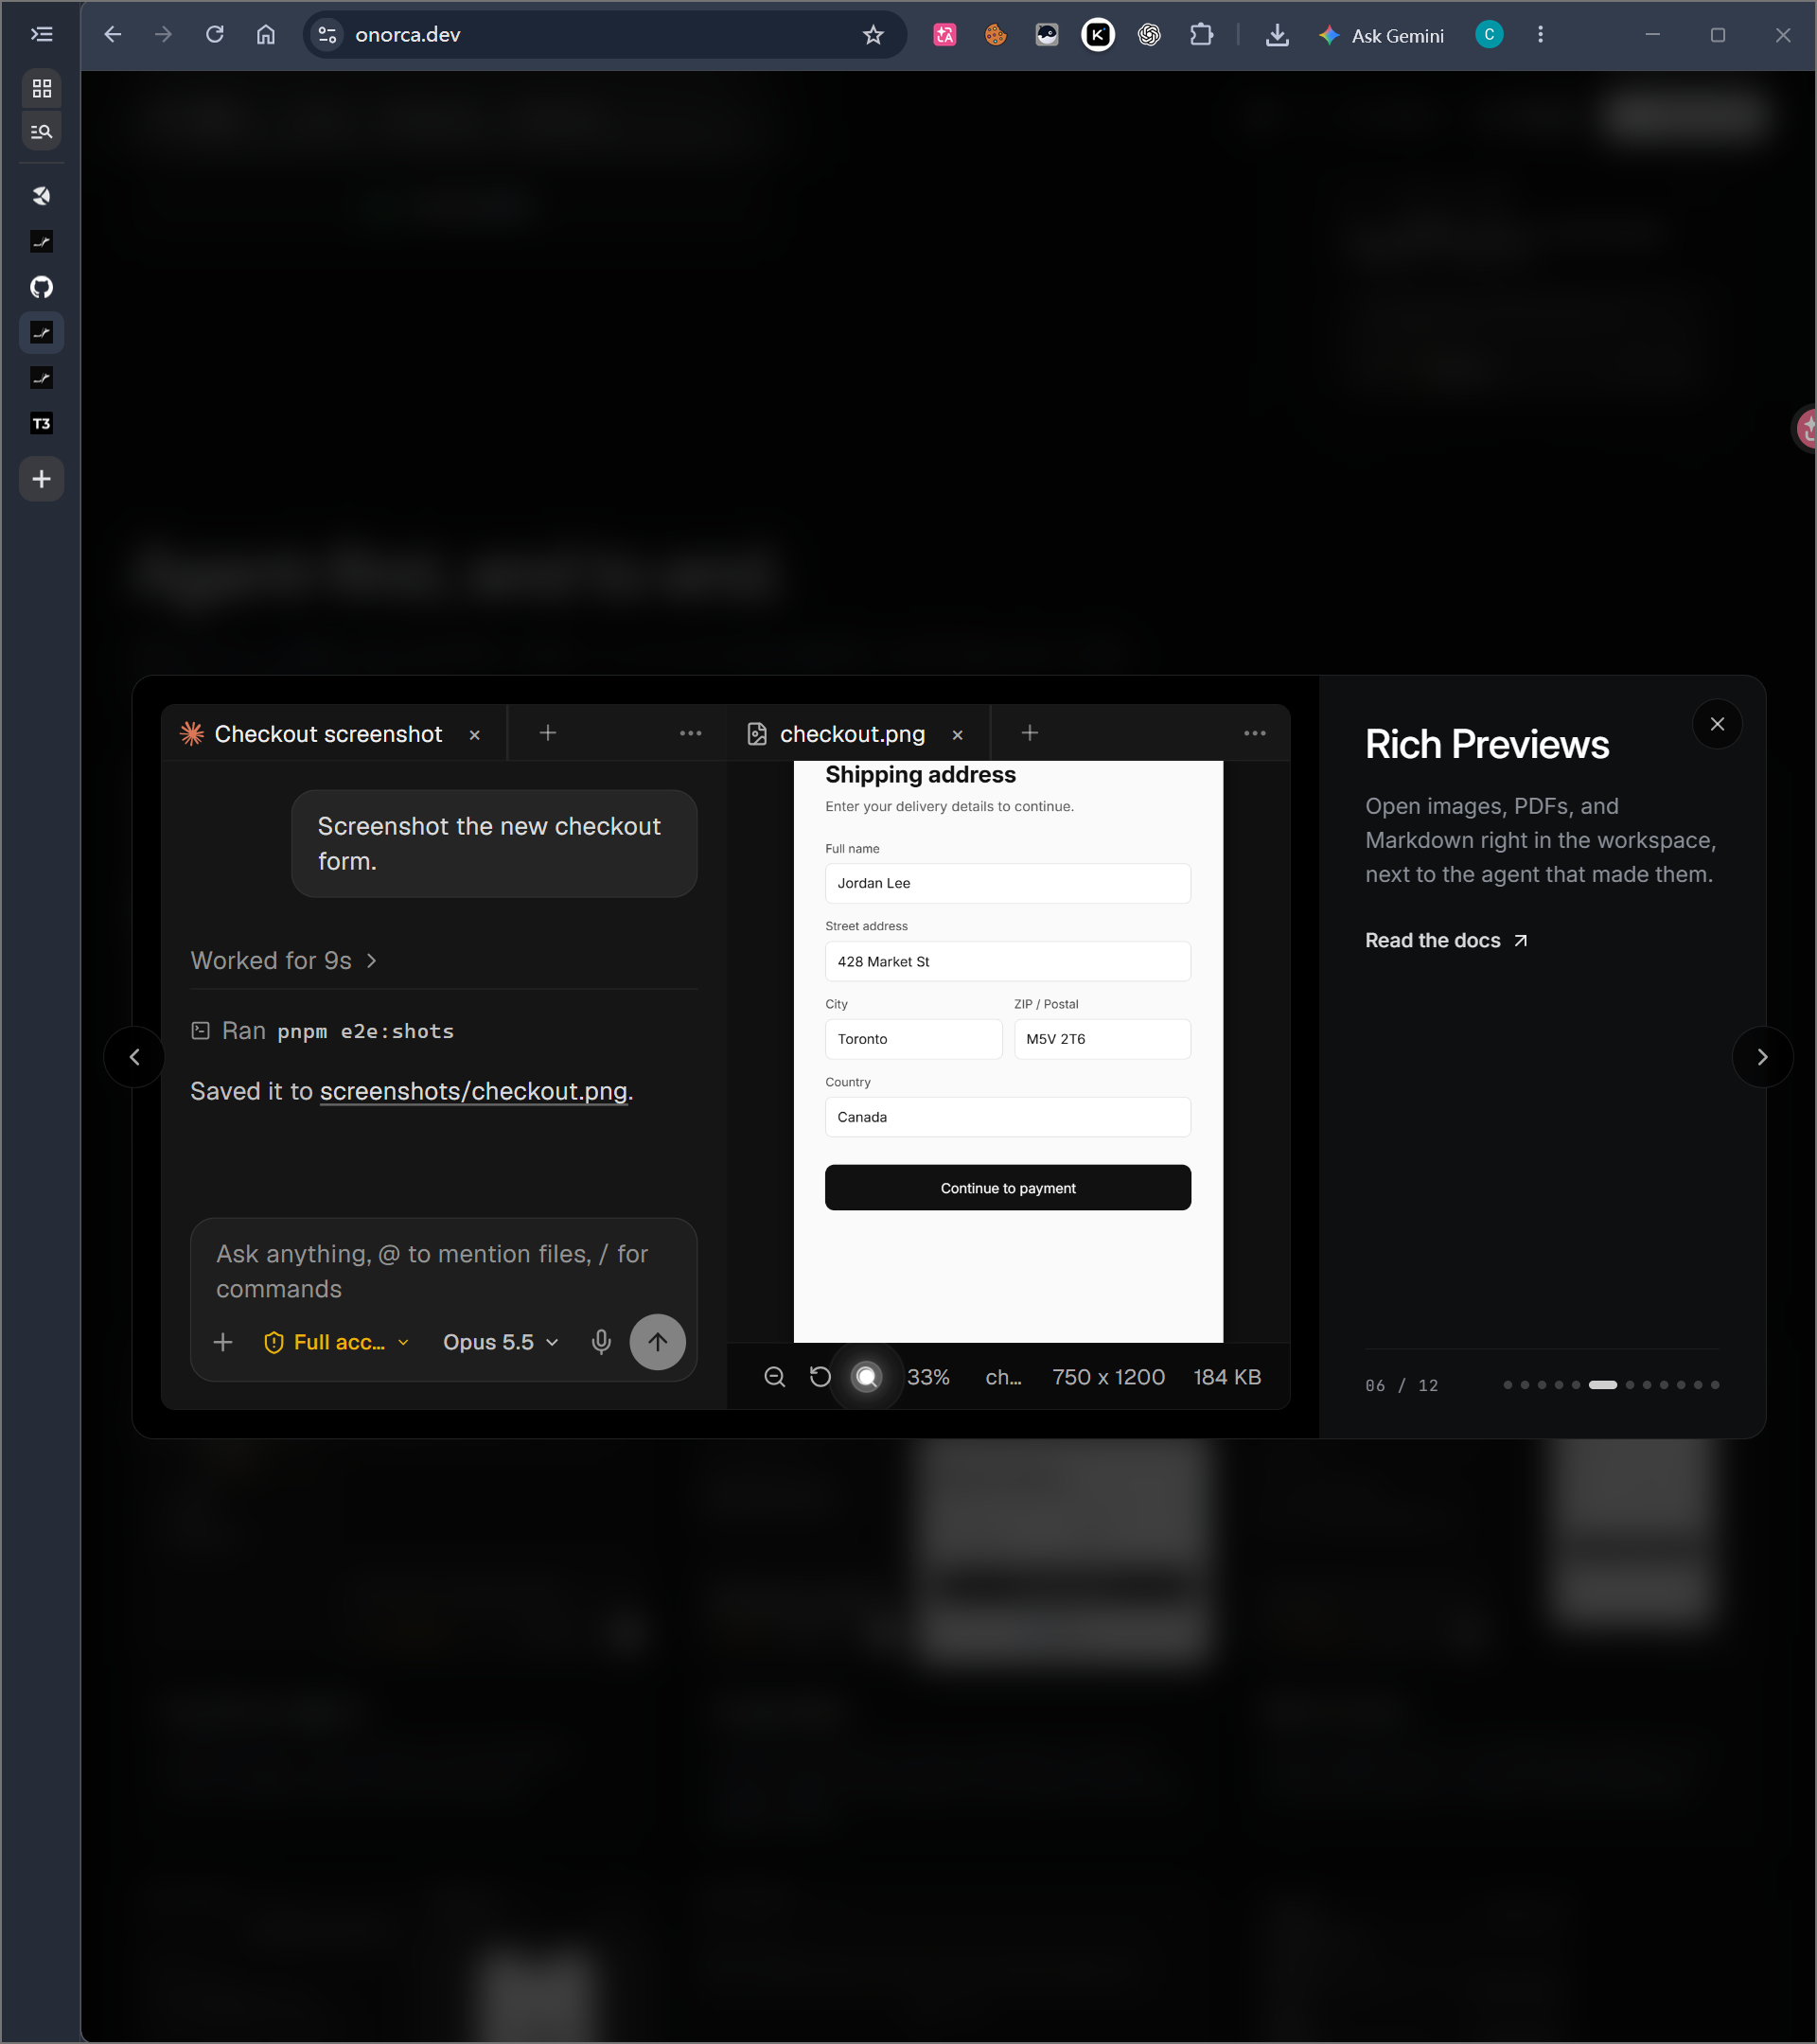 onorca.dev
Ask Gemini
C
T3
Checkout screenshot
checkout.png
Screenshot the new checkout
form.
Worked for 9s
Ran pnpm e2e:shots
Saved it to screenshots/checkout.png.
Ask anything, @ to mention files, / for
commands
Full acc...
Opus 5.5
Shipping address
Enter your delivery details to continue.
Full name
Jordan Lee
Street address
428 Market St
City
ZIP / Postal
Toronto
M5V 2T6
Country
Canada
Continue to payment
33%
ch...
750 x 1200
184 KB
Rich Previews
Open images, PDFs, and
Markdown right in the workspace,
next to the agent that made them.
Read the docs
06 / 12